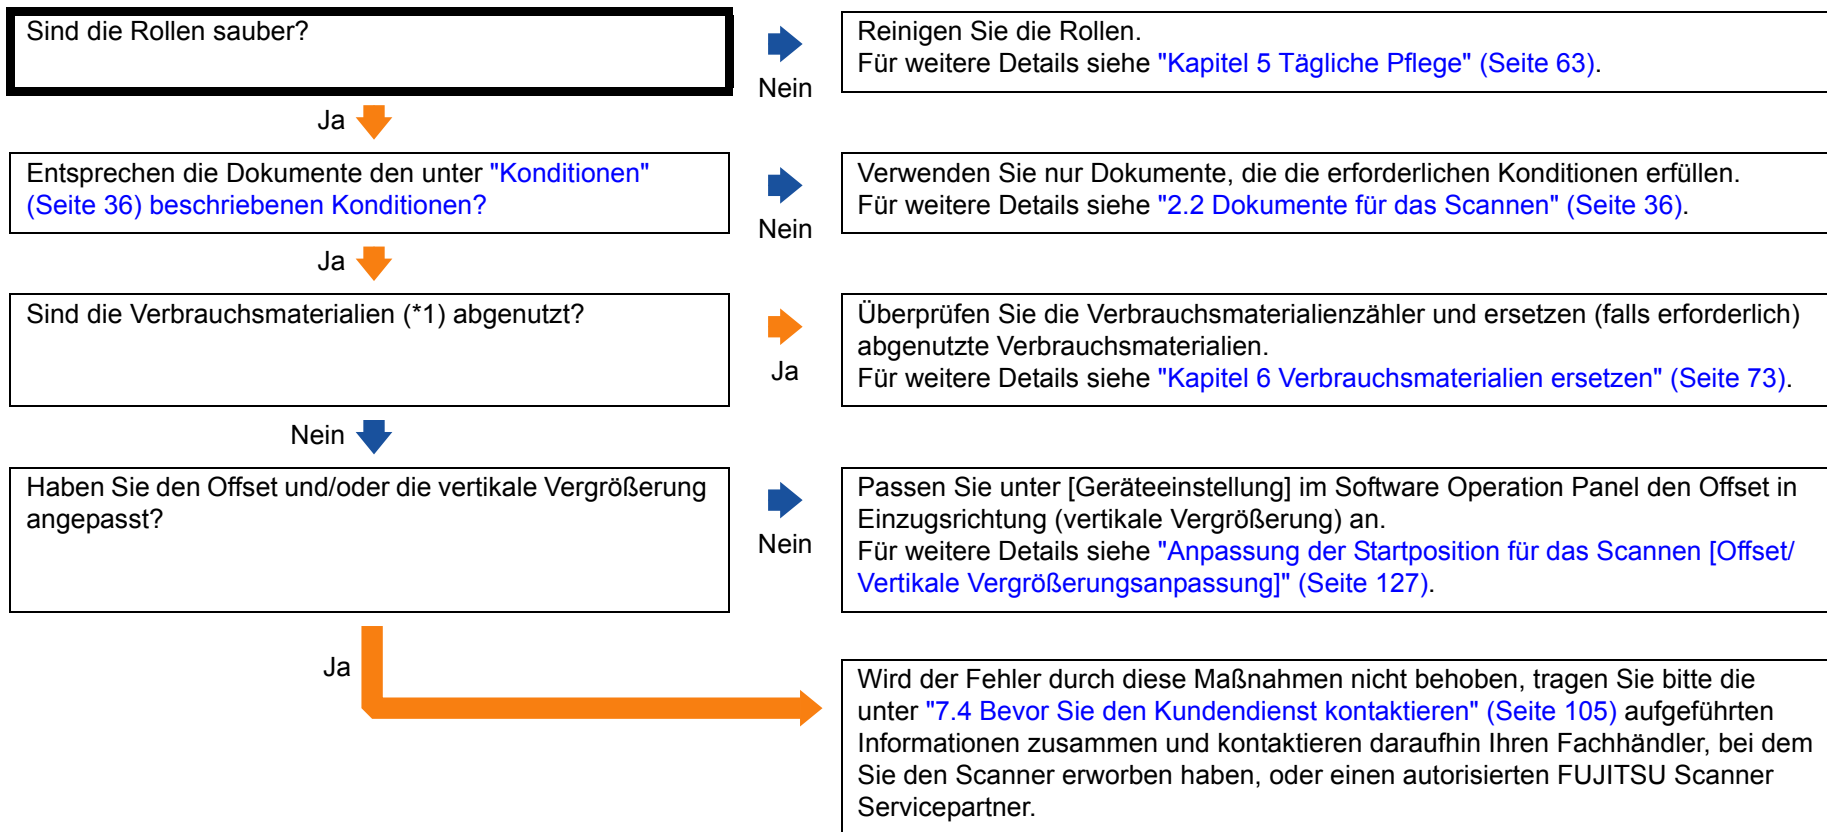 Sind die Rollen sauber?
Nein
Reinigen Sie die Rollen.
Für weitere Details siehe "Kapitel 5 Tägliche Pflege" (Seite 63).
Ja
Entsprechen die Dokumente den unter "Konditionen"
(Seite 36) beschriebenen Konditionen?
Nein
Verwenden Sie nur Dokumente, die die erforderlichen Konditionen erfüllen.
Für weitere Details siehe "2.2 Dokumente für das Scannen" (Seite 36).
Ja
Sind die Verbrauchsmaterialien (*1) abgenutzt?
Ja
Überprüfen Sie die Verbrauchsmaterialienzähler und ersetzen (falls erforderlich)
abgenutzte Verbrauchsmaterialien.
Für weitere Details siehe "Kapitel 6 Verbrauchsmaterialien ersetzen" (Seite 73).
Nein
Haben Sie den Offset und/oder die vertikale Vergrößerung
angepasst?
Nein
Passen Sie unter [Geräteeinstellung] im Software Operation Panel den Offset in
Einzugsrichtung (vertikale Vergrößerung) an.
Für weitere Details siehe "Anpassung der Startposition für das Scannen [Offset/
Vertikale Vergrößerungsanpassung]" (Seite 127).
Ja
Wird der Fehler durch diese Maßnahmen nicht behoben, tragen Sie bitte die
unter "7.4 Bevor Sie den Kundendienst kontaktieren" (Seite 105) aufgeführten
Informationen zusammen und kontaktieren daraufhin Ihren Fachhändler, bei dem
Sie den Scanner erworben haben, oder einen autorisierten FUJITSU Scanner
Servicepartner.